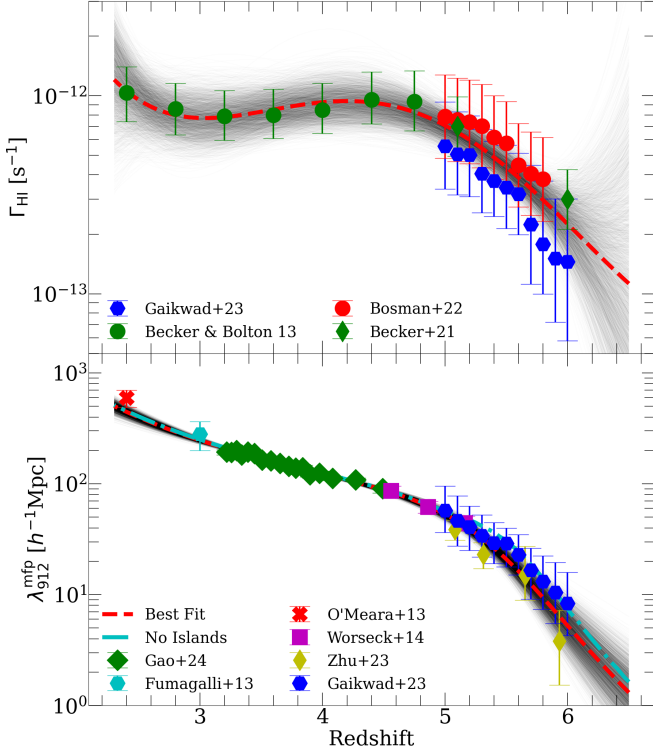 10⁻¹²
Γ_HI [s⁻¹]
10⁻¹³
Gaikwad+23
Bosman+22
Becker & Bolton 13
Becker+21
10³
10²
λ₉₁₂^mfp [h⁻¹Mpc]
10¹
Best Fit
O'Meara+13
No Islands
Worseck+14
Gao+24
Zhu+23
Fumagalli+13
Gaikwad+23
10⁰
3 4 5 6
Redshift